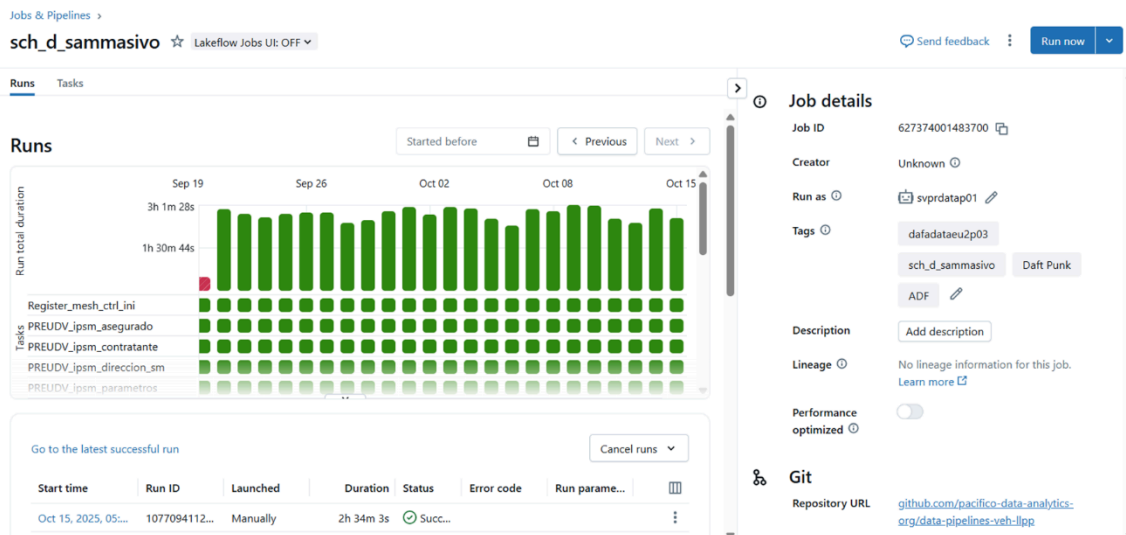 Jobs & Pipelines ›
sch_d_sammasivo Lakeflow Jobs UI: OFF
Send feedback
Run now
Runs Tasks
Runs
Started before
Previous
Next
Sep 19 Sep 26 Oct 02 Oct 08 Oct 15
Run total duration
3h 1m 28s
1h 30m 44s
Tasks
Register_mesh_ctrl_ini
PREUDV_ipsm_asegurado
PREUDV_ipsm_contratante
PREUDV_ipsm_direccion_sm
PREUDV_ipsm_parametros
Go to the latest successful run
Cancel runs
Start time Run ID Launched Duration Status Error code Run parame...
Oct 15, 2025, 05:... 1077094112... Manually 2h 34m 3s Succ...
Job details
Job ID 627374001483700
Creator Unknown
Run as svprdatap01
Tags dafadataeu2p03
sch_d_sammasivo Daft Punk
ADF
Description Add description
Lineage No lineage information for this job.
Learn more
Performance
optimized
Git
Repository URL github.com/pacifico-data-analytics-
org/data-pipelines-veh-llpp